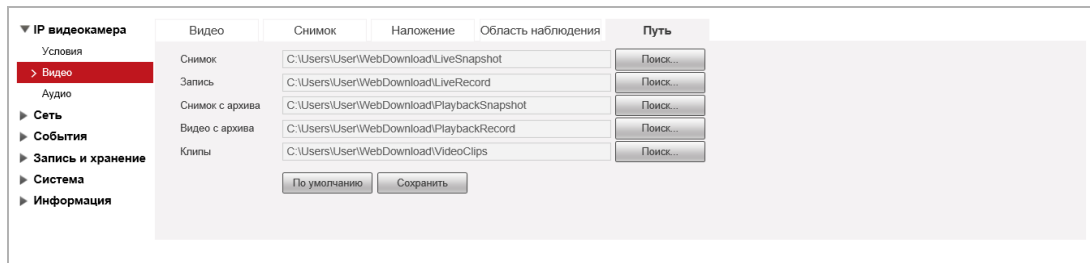 IP видеокамера
Условия
Видео
Аудио
Сеть
События
Запись и хранение
Система
Информация
Видео Снимок Наложение Область наблюдения Путь
Снимок C:\Users\User\WebDownload\LiveSnapshot Поиск...
Запись C:\Users\User\WebDownload\LiveRecord Поиск...
Снимок с архива C:\Users\User\WebDownload\PlaybackSnapshot Поиск...
Видео с архива C:\Users\User\WebDownload\PlaybackRecord Поиск...
Клипы C:\Users\User\WebDownload\VideoClips Поиск...
По умолчанию Сохранить